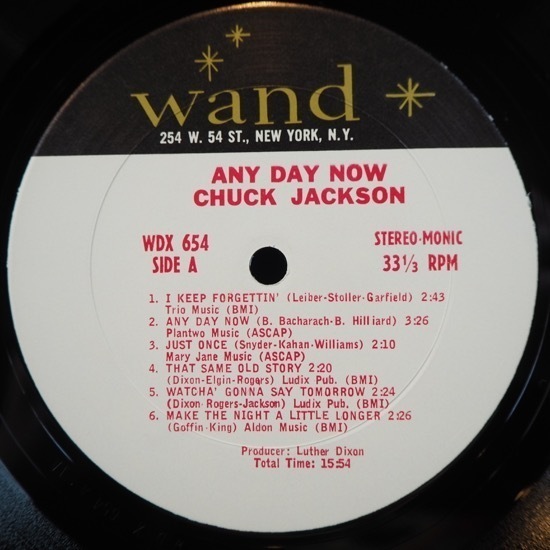 wand
254 W. 54 ST., NEW YORK, N.Y.
ANY DAY NOW
CHUCK JACKSON
WDX 654
SIDE A
STEREO-MONIC
33⅓ RPM
1. I KEEP FORGETTIN' (Leiber-Stoller-Garfield) 2:43
Trio Music (BMI)
2. ANY DAY NOW (B. Bacharach-B. Hilliard) 3:26
Plantwo Music (ASCAP)
3. JUST ONCE (Snyder-Kahan-Williams) 2:10
Mary Jane Music (ASCAP)
4. THAT SAME OLD STORY 2:20
(Dixon-Elgin-Rogers) Ludix Pub. (BMI)
5. WATCHA' GONNA SAY TOMORROW 2:24
(Dixon-Rogers-Jackson) Ludix Pub. (BMI)
6. MAKE THE NIGHT A LITTLE LONGER 2:26
(Goffin-King) Aldon Music (BMI)
Producer: Luther Dixon
Total Time: 15:54